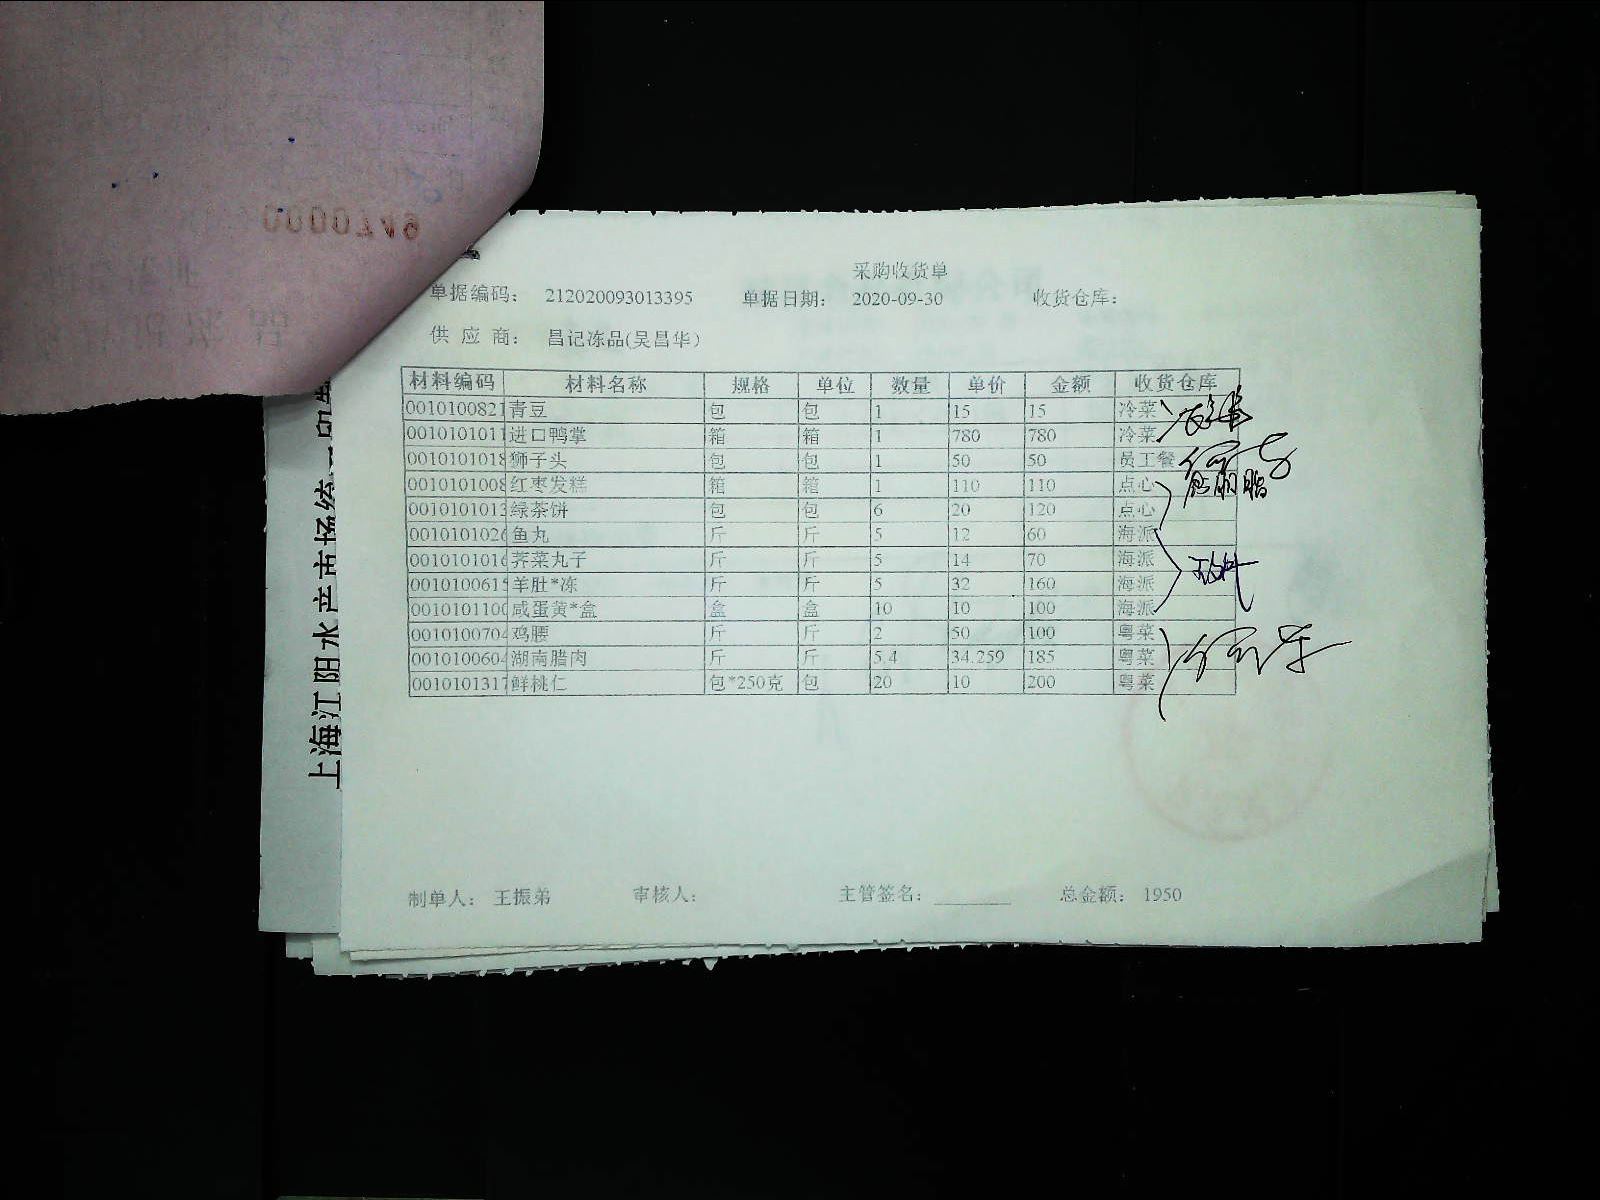 采购收货单
单据编码： 212020093013395 单据日期： 2020-09-30 收货仓库：
供 应 商： 昌记冻品(吴昌华)
材料编码 材料名称 规格 单位 数量 单价 金额 收货仓库
0010100821 青豆 包 包 1 15 15 冷菜
0010101011 进口鸭掌 箱 箱 1 780 780 冷菜
0010101018 狮子头 包 包 1 50 50 员工餐
0010101008 红枣发糕 箱 箱 1 110 110 点心
0010101013 绿茶饼 包 包 6 20 120 点心
0010101026 鱼丸 斤 斤 5 12 60 海派
0010101016 荠菜丸子 斤 斤 5 14 70 海派
0010100615 羊肚*冻 斤 斤 5 32 160 海派
0010101100 咸蛋黄*盒 盒 盒 10 10 100 海派
0010100704 鸡腰 斤 斤 2 50 100 粤菜
0010100604 湖南腊肉 斤 斤 5.4 34.259 185 粤菜
0010101317 鲜桃仁 包*250克 包 20 10 200 粤菜
制单人： 王振弟 审核人： 主管签名： 总金额： 1950
上海江阳水产市场